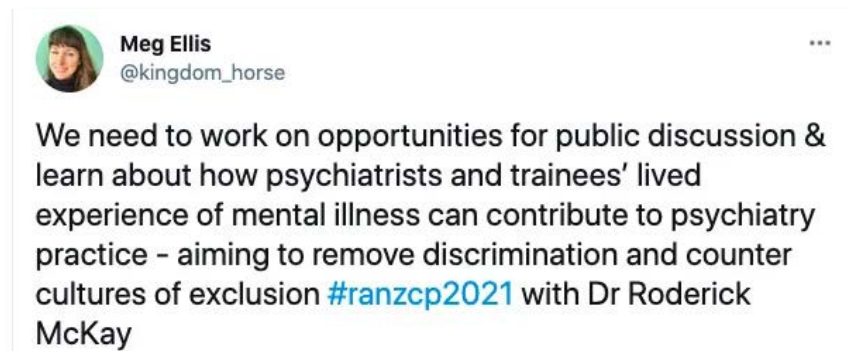 Meg Ellis
@kingdom_horse
We need to work on opportunities for public discussion &
learn about how psychiatrists and trainees’ lived
experience of mental illness can contribute to psychiatry
practice - aiming to remove discrimination and counter
cultures of exclusion #ranzcp2021 with Dr Roderick
McKay